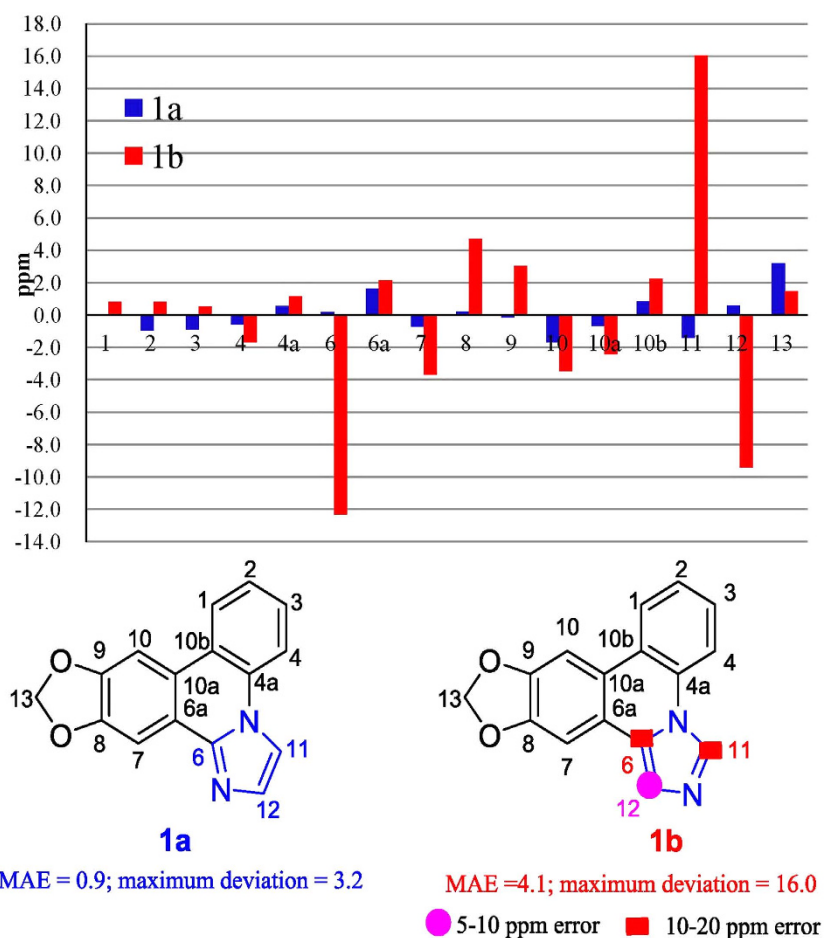 18.0
16.0
14.0
12.0
10.0
8.0
6.0
4.0
2.0
0.0
-2.0
-4.0
-6.0
-8.0
-10.0
-12.0
-14.0
ppm
1a
1b
1 2 3 4 4a 6 6a 7 8 9 10 10a 10b 11 12 13
2
1
3
10
10b
4
9
O
10a
4a
13
6a
N
O
8
7
6
11
N
12
1a
MAE = 0.9; maximum deviation = 3.2
2
1
3
10
10b
4
9
O
10a
4a
13
6a
N
O
8
7
6
11
12
N
1b
MAE =4.1; maximum deviation = 16.0
5-10 ppm error 10-20 ppm error